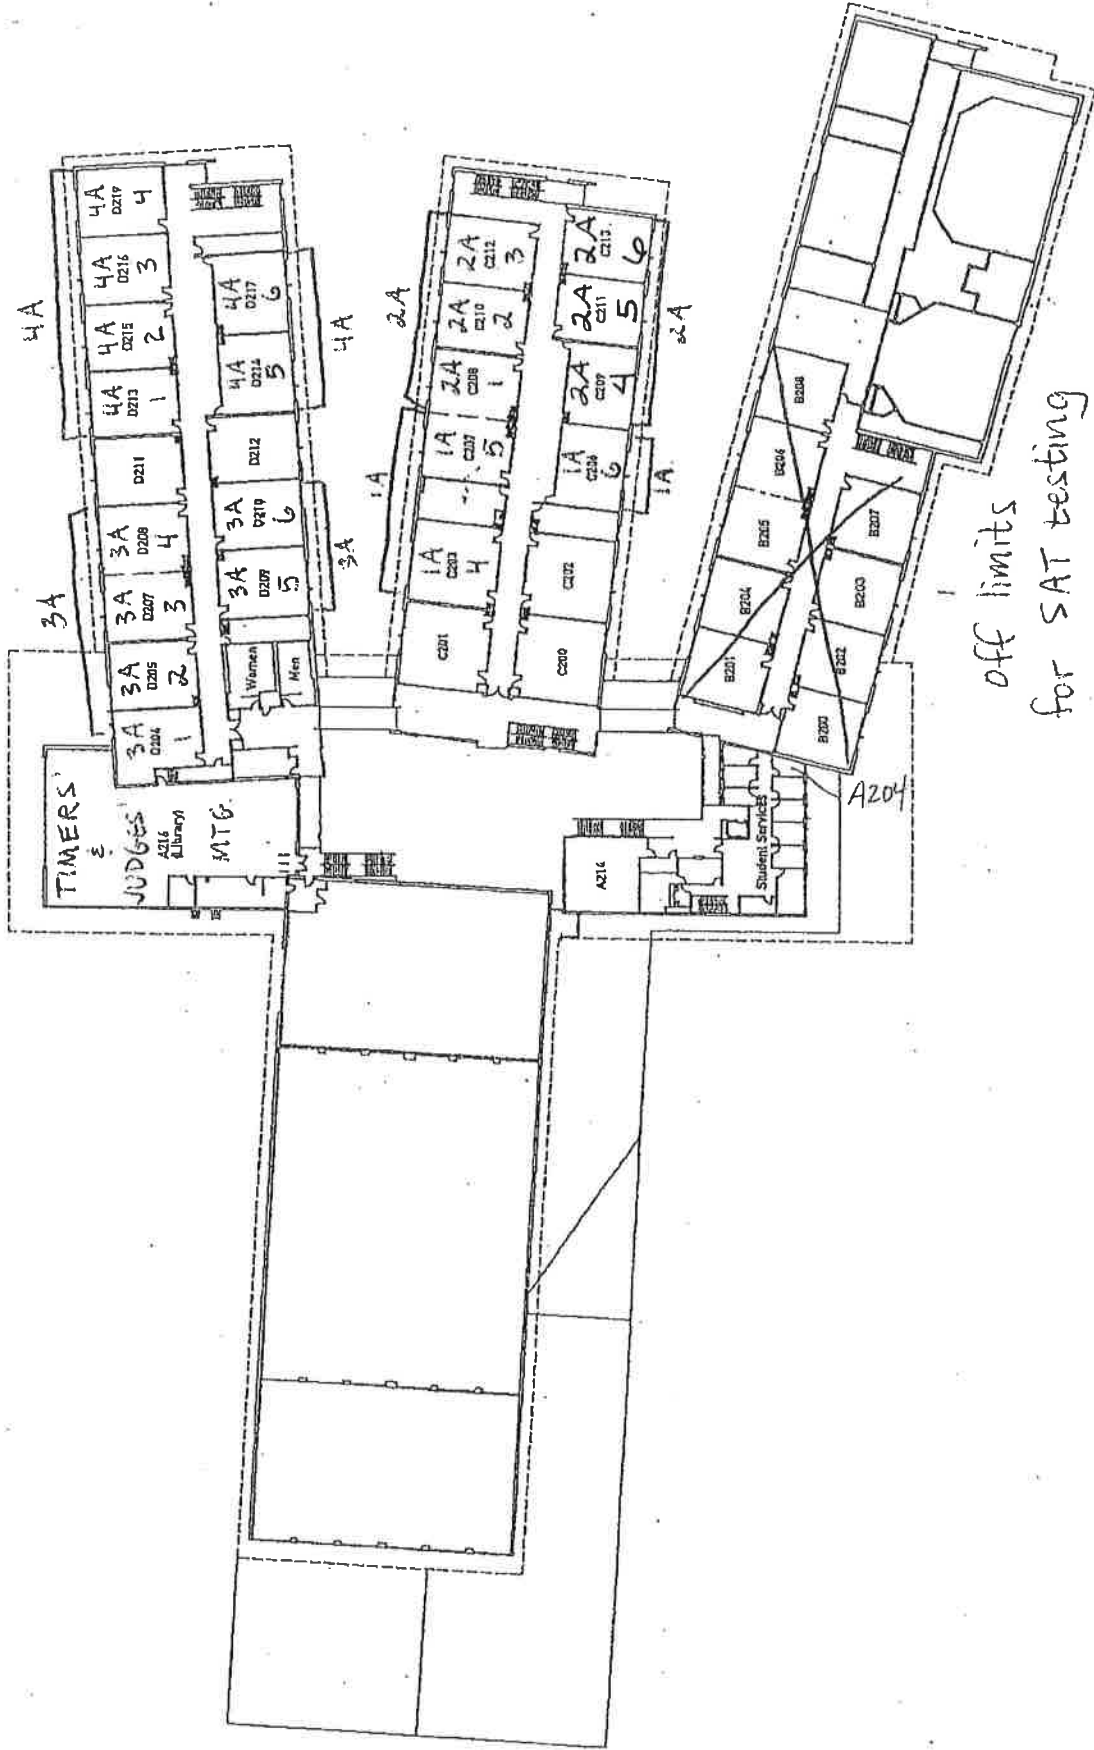 4A
4A
D219
4
4A
D216
3
4A
D215
2
4A
D213
1
D211
3A
3A
D208
4
3A
D207
3
3A
D205
2
3A
D204
1
4A
D217
6
4A
D214
5
4A
D212
3A
D210
6
3A
D209
5
3A
Women
Men
TIMERS'
&
JUDGES'
A216
(Library)
MTG.
2A
2A
C212
3
2A
C210
2
2A
C208
1
1A
1A
C207
5
1A
C203
4
C201
2A
C213
6
2A
C211
5
2A
C209
4
2A
1A
C206
6
1A
C202
C200
B208
B206
B205
B204
B201
B207
B203
B202
B200
A204
A214
Student Services
off limits
for SAT testing